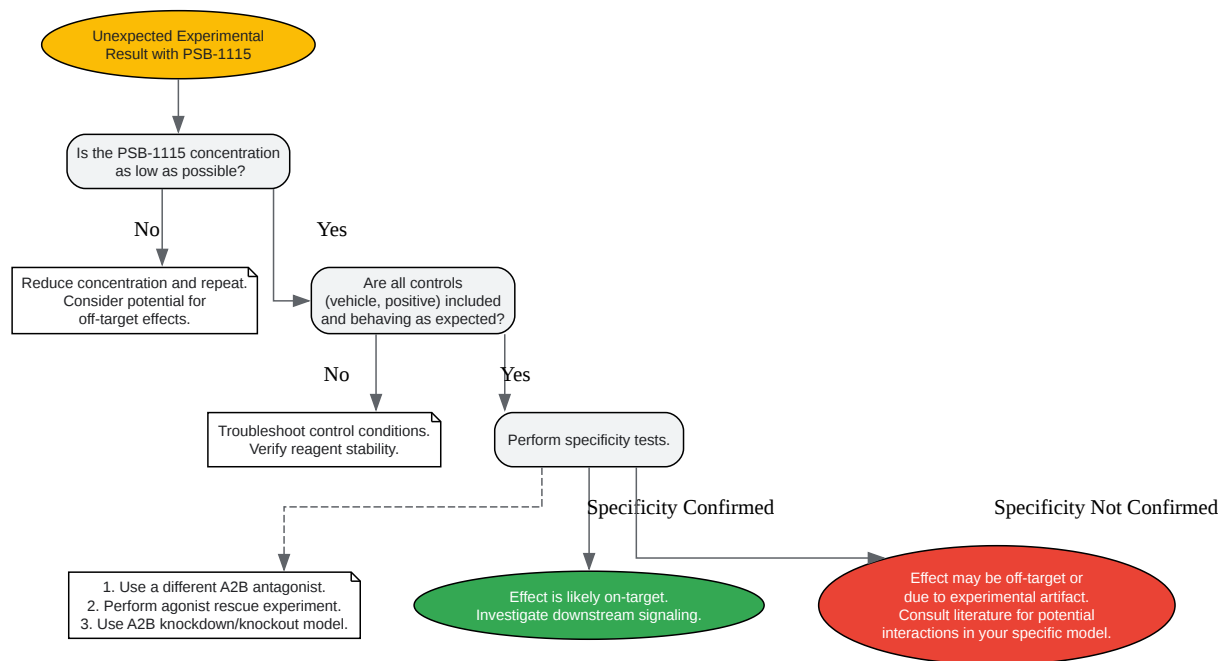 Unexpected Experimental
Result with PSB-1115
Is the PSB-1115 concentration
as low as possible?
No
Yes
Reduce concentration and repeat.
Consider potential for
off-target effects.
Are all controls
(vehicle, positive) included
and behaving as expected?
No
Yes
Troubleshoot control conditions.
Verify reagent stability.
Perform specificity tests.
Specificity Confirmed
Specificity Not Confirmed
1. Use a different A2B antagonist.
2. Perform agonist rescue experiment.
3. Use A2B knockdown/knockout model.
Effect is likely on-target.
Investigate downstream signaling.
Effect may be off-target or
due to experimental artifact.
Consult literature for potential
interactions in your specific model.